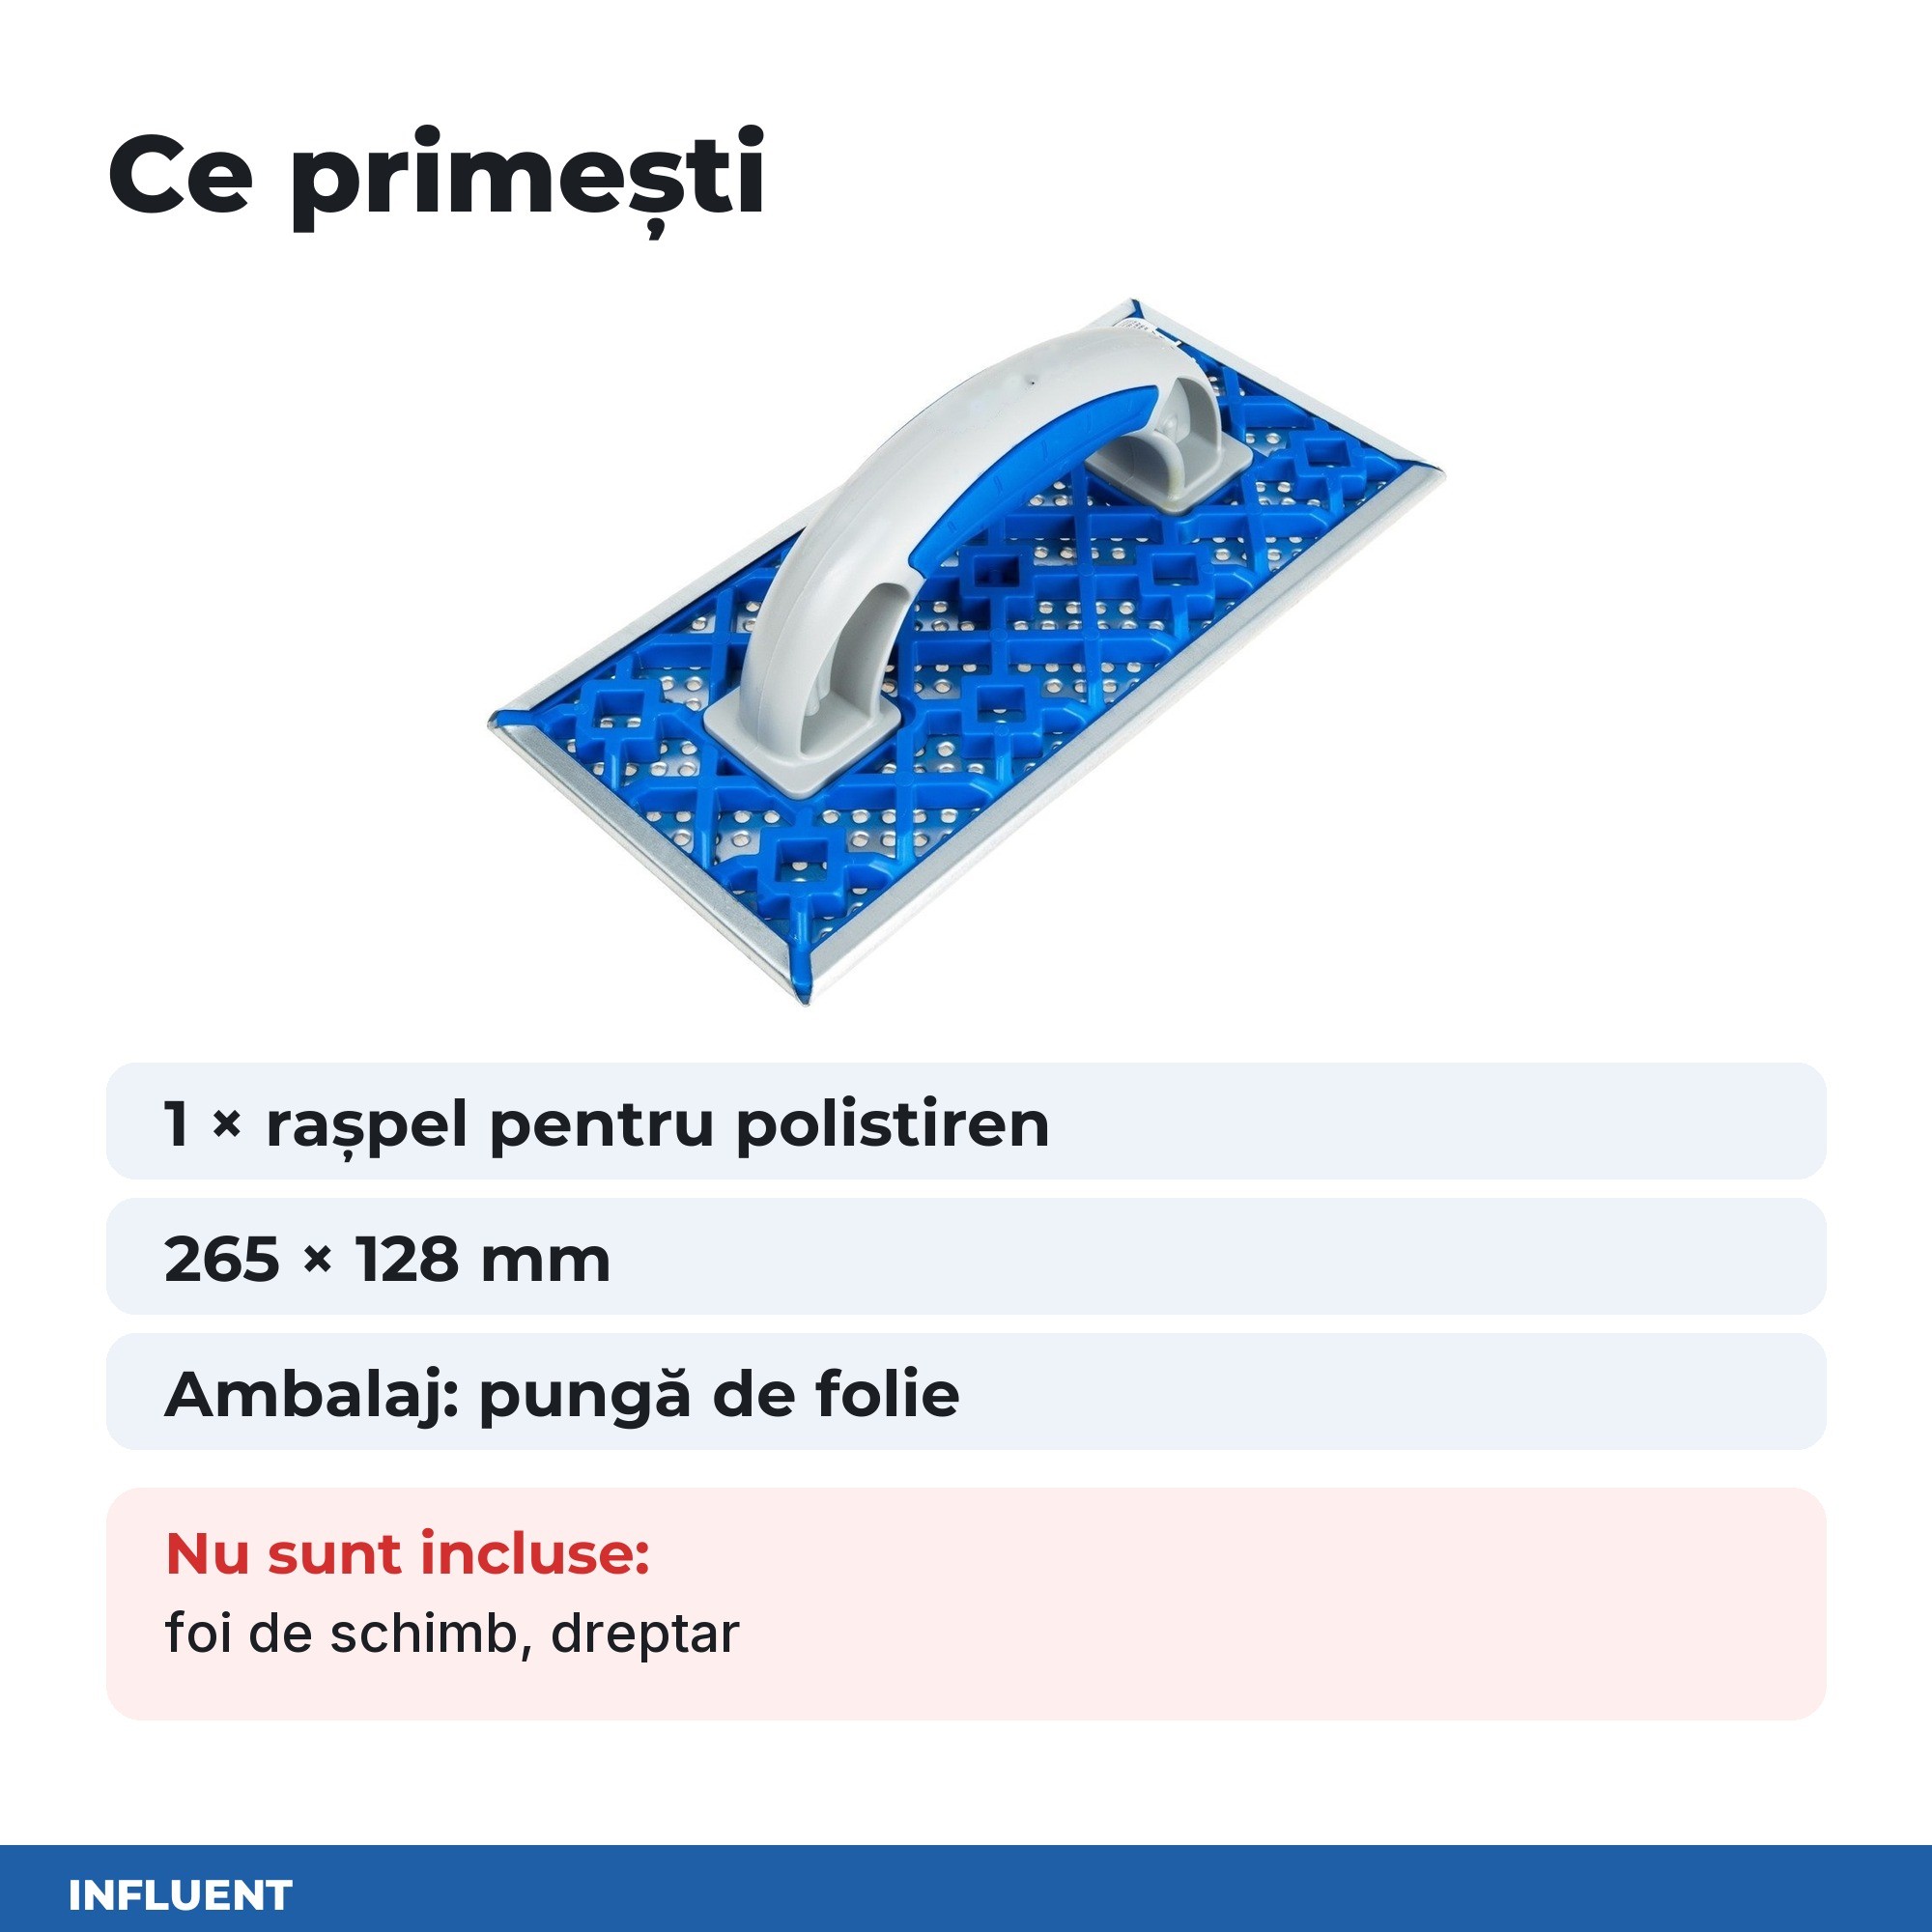 Ce primești
1 × rașpel pentru polistiren
265 × 128 mm
Ambalaj: pungă de folie
Nu sunt incluse:
foi de schimb, dreptar
INFLUENT